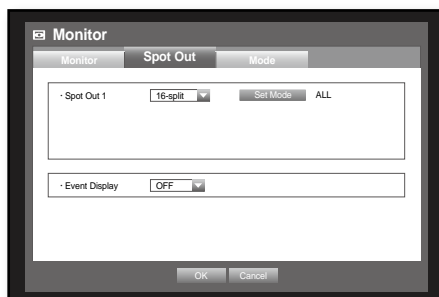 Monitor
Monitor Spot Out Mode
· Spot Out 1 16-split Set Mode ALL
· Event Display OFF
OK Cancel